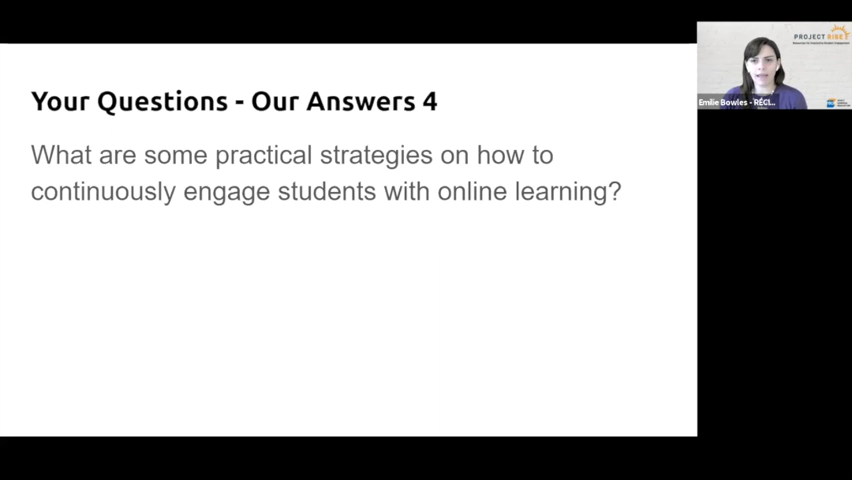 Your Questions - Our Answers 4
What are some practical strategies on how to
continuously engage students with online learning?
PROJECT RISE
Emilie Bowles - RÉCI...